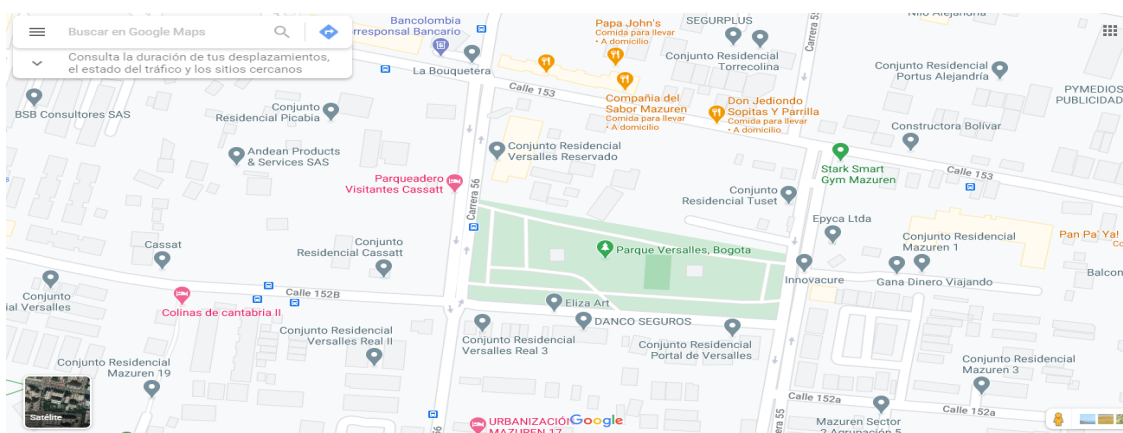 Buscar en Google Maps
Consulta la duración de tus desplazamientos,
el estado del tráfico y los sitios cercanos
Bancolombia
rresponsal Bancario
La Bouquetera
Papa John's
Comida para llevar
• A domicilio
SEGURPLUS
Conjunto Residencial
Torrecolina
Carrera 55
Conjunto Residencial
Portus Alejandría
PYMEDIOS
PUBLICIDAD
BSB Consultores SAS
Conjunto
Residencial Picabia
Calle 153
Compañia del
Sabor Mazuren
Comida para llevar
• A domicilio
Don Jediondo
Sopitas Y Parrilla
Comida para llevar
• A domicilio
Constructora Bolívar
Andean Products
& Services SAS
Conjunto Residencial
Versalles Reservado
Stark Smart
Gym Mazuren
Calle 153
Parqueadero
Visitantes Cassatt
Carrera 56
Conjunto
Residencial Tuset
Epyca Ltda
Cassat
Conjunto
Residencial Cassatt
Parque Versalles, Bogota
Conjunto Residencial
Mazuren 1
Pan Pa' Ya!
Innovacure
Gana Dinero Viajando
Balcon
Conjunto
ial Versalles
Calle 152B
Colinas de cantabria II
Eliza Art
DANCO SEGUROS
Conjunto Residencial
Versalles Real II
Conjunto Residencial
Versalles Real 3
Conjunto Residencial
Portal de Versalles
Conjunto Residencial
Mazuren 19
Conjunto Residencial
Mazuren 3
Satélite
Carrera 56
URBANIZACIÓ
MAZUREN 17
Google
Carrera 55
Calle 152a
Calle 152a
Mazuren Sector
2 Agrupación 5